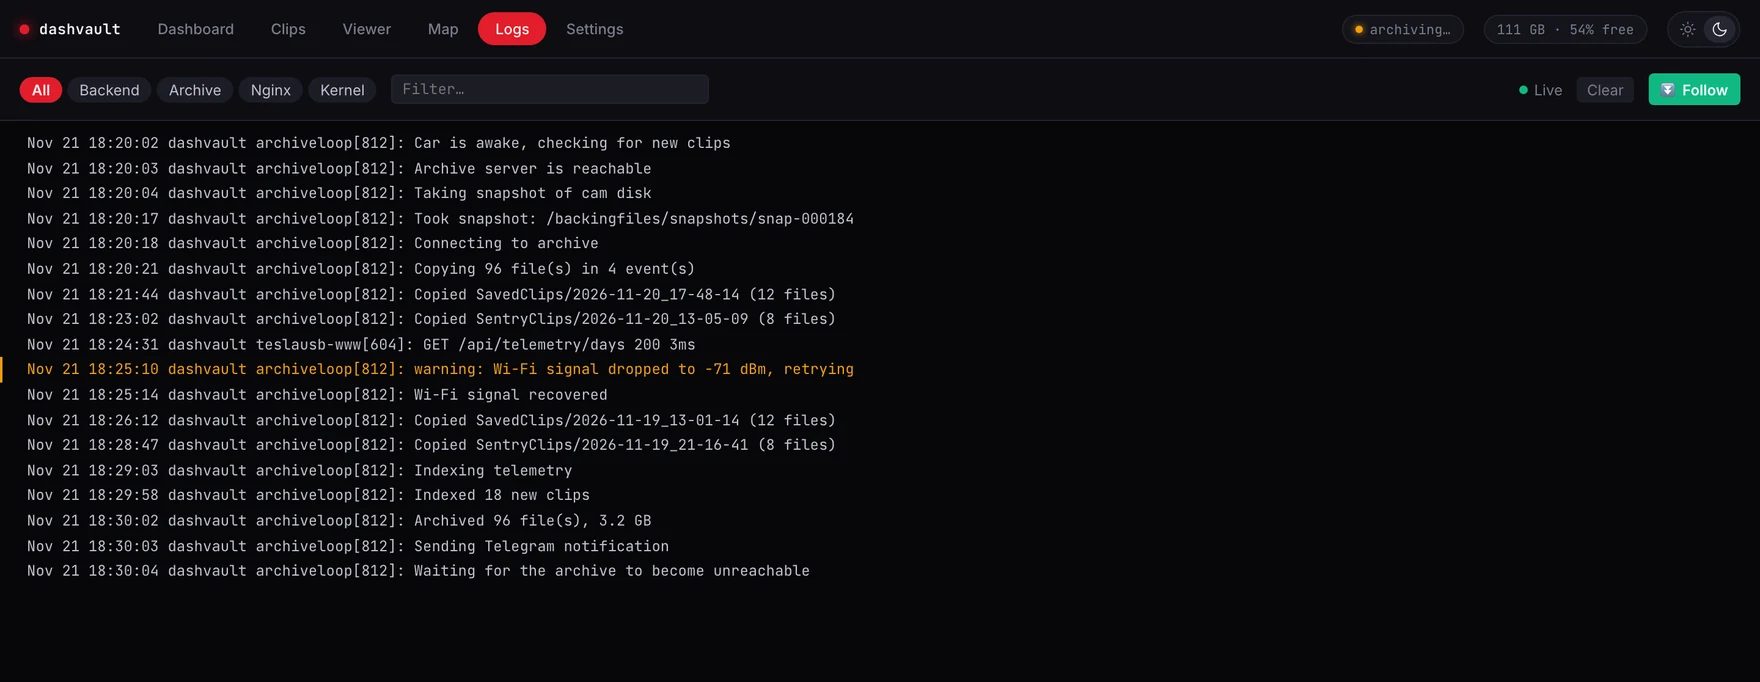 dashvault Dashboard Clips Viewer Map Logs Settings archiving… 111 GB · 54% free
All Backend Archive Nginx Kernel Filter… Live Clear Follow
Nov 21 18:20:02 dashvault archiveloop[812]: Car is awake, checking for new clips
Nov 21 18:20:03 dashvault archiveloop[812]: Archive server is reachable
Nov 21 18:20:04 dashvault archiveloop[812]: Taking snapshot of cam disk
Nov 21 18:20:17 dashvault archiveloop[812]: Took snapshot: /backingfiles/snapshots/snap-000184
Nov 21 18:20:18 dashvault archiveloop[812]: Connecting to archive
Nov 21 18:20:21 dashvault archiveloop[812]: Copying 96 file(s) in 4 event(s)
Nov 21 18:21:44 dashvault archiveloop[812]: Copied SavedClips/2026-11-20_17-48-14 (12 files)
Nov 21 18:23:02 dashvault archiveloop[812]: Copied SentryClips/2026-11-20_13-05-09 (8 files)
Nov 21 18:24:31 dashvault teslausb-www[604]: GET /api/telemetry/days 200 3ms
Nov 21 18:25:10 dashvault archiveloop[812]: warning: Wi-Fi signal dropped to -71 dBm, retrying
Nov 21 18:25:14 dashvault archiveloop[812]: Wi-Fi signal recovered
Nov 21 18:26:12 dashvault archiveloop[812]: Copied SavedClips/2026-11-19_13-01-14 (12 files)
Nov 21 18:28:47 dashvault archiveloop[812]: Copied SentryClips/2026-11-19_21-16-41 (8 files)
Nov 21 18:29:03 dashvault archiveloop[812]: Indexing telemetry
Nov 21 18:29:58 dashvault archiveloop[812]: Indexed 18 new clips
Nov 21 18:30:02 dashvault archiveloop[812]: Archived 96 file(s), 3.2 GB
Nov 21 18:30:03 dashvault archiveloop[812]: Sending Telegram notification
Nov 21 18:30:04 dashvault archiveloop[812]: Waiting for the archive to become unreachable